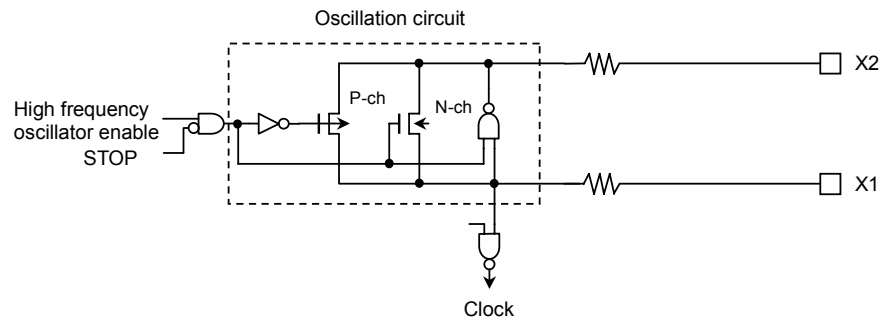 Oscillation circuit
X2
P-ch
N-ch
High frequency
oscillator enable
STOP
X1
Clock